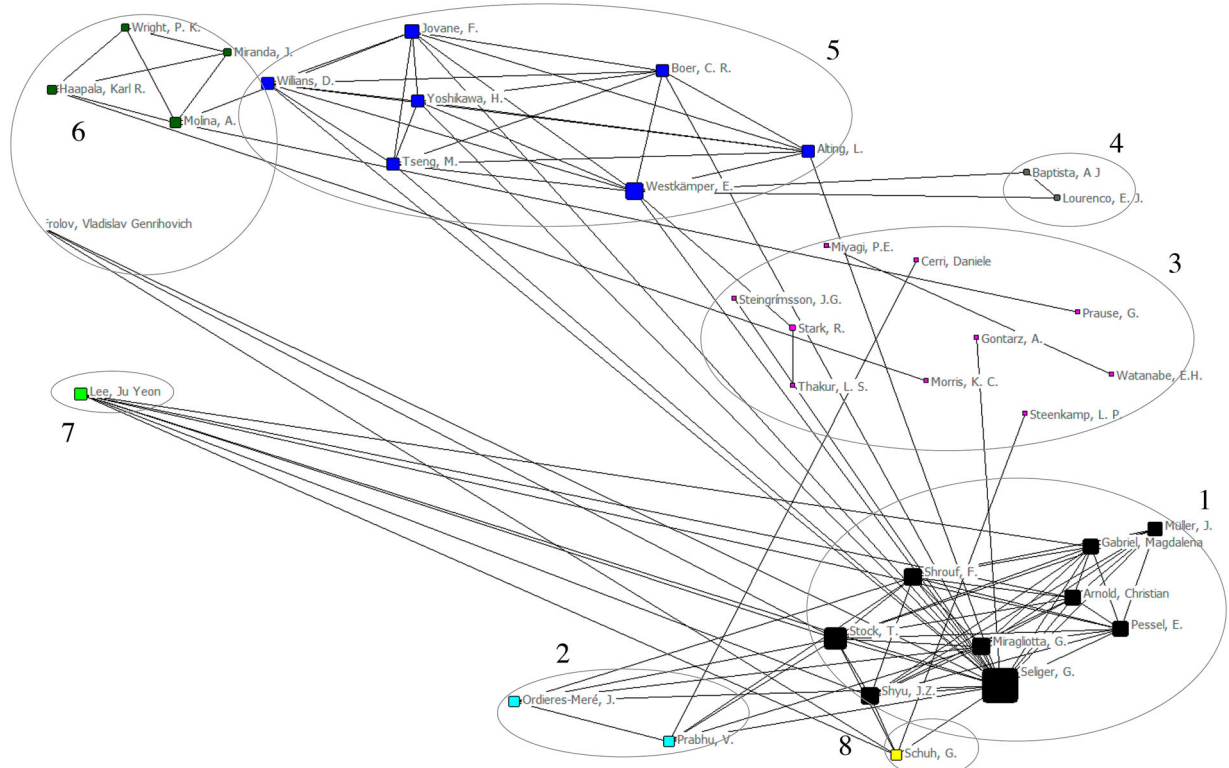 Wright, P. K.
Jovane, F.
5
Miranda, J.
Boer, C. R.
Wilians, D.
Haapala, Karl R.
Yoshikawa, H.
6
Molina, A.
Alting, L.
4
Tseng, M.
Baptista, A J
Westkämper, E.
Lourenco, E. J.
rolov, Vladislav Genrihovich
Miyagi, P.E.
Cerri, Daniele
3
Steingrímsson, J.G.
Prause, G.
Stark, R.
Gontarz, A.
Watanabe, E.H.
Morris, K. C.
Thakur, L. S.
Lee, Ju Yeon
7
Steenkamp, L. P
1
Müller, J.
Gabriel, Magdalena
Shrouf, F.
Arnold, Christian
Pessel, E.
Stock, T.
Miragliotta, G.
2
Seliger, G.
Shyu, J.Z.
Ordieres-Meré, J.
Prabhu, V.
8
Schuh, G.